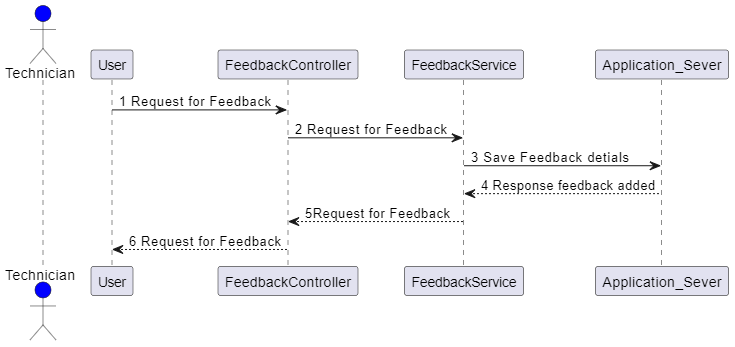 Technician
User
FeedbackController
FeedbackService
Application_Sever
1 Request for Feedback
2 Request for Feedback
3 Save Feedback detials
4 Response feedback added
5Request for Feedback
6 Request for Feedback
Technician
User
FeedbackController
FeedbackService
Application_Sever